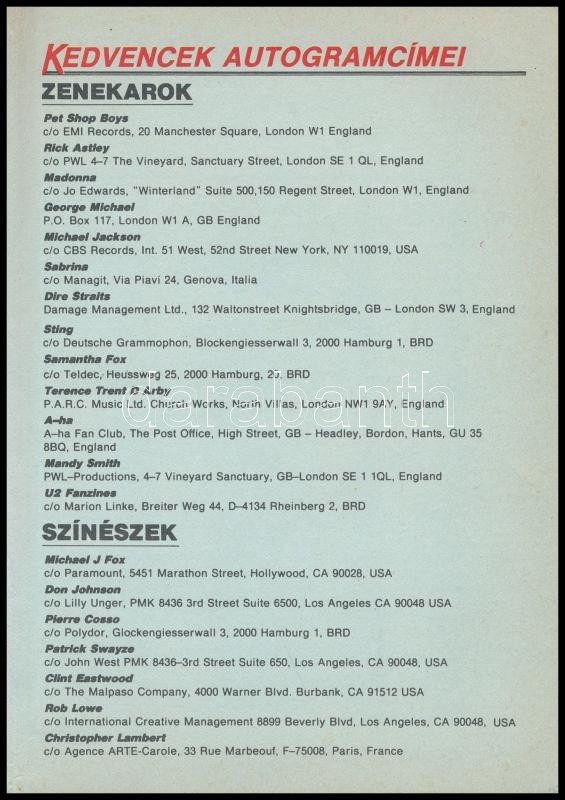 KEDVENCEK AUTOGRAMCÍMEI
ZENEKAROK
Pet Shop Boys
c/o EMI Records, 20 Manchester Square, London W1 England
Rick Astley
c/o PWL 4–7 The Vineyard, Sanctuary Street, London SE 1 QL, England
Madonna
c/o Jo Edwards, "Winterland" Suite 500,150 Regent Street, London W1, England
George Michael
P.O. Box 117, London W1 A, GB England
Michael Jackson
c/o CBS Records, Int. 51 West, 52nd Street New York, NY 110019, USA
Sabrina
c/o Managit, Via Piavi 24, Genova, Italia
Dire Straits
Damage Management Ltd., 132 Waltonstreet Knightsbridge, GB – London SW 3, England
Sting
c/o Deutsche Grammophon, Blockengiesserwall 3, 2000 Hamburg 1, BRD
Samantha Fox
c/o Teldec, Heussweg 25, 2000 Hamburg, 20, BRD
Terence Trent D Arby
P.A.R.C. Music Ltd. Church Works, North Villas, London NW1 9AY, England
A–ha
A–ha Fan Club, The Post Office, High Street, GB – Headley, Bordon, Hants, GU 35
8BQ, England
Mandy Smith
PWL–Productions, 4–7 Vineyard Sanctuary, GB–London SE 1 1QL, England
U2 Fanzines
c/o Marion Linke, Breiter Weg 44, D–4134 Rheinberg 2, BRD
SZÍNÉSZEK
Michael J Fox
c/o Paramount, 5451 Marathon Street, Hollywood, CA 90028, USA
Don Johnson
c/o Lilly Unger, PMK 8436 3rd Street Suite 6500, Los Angeles CA 90048 USA
Pierre Cosso
c/o Polydor, Glockengiesserwall 3, 2000 Hamburg 1, BRD
Patrick Swayze
c/o John West PMK 8436–3rd Street Suite 650, Los Angeles, CA 90048, USA
Clint Eastwood
c/o The Malpaso Company, 4000 Warner Blvd. Burbank, CA 91512 USA
Rob Lowe
c/o International Creative Management 8899 Beverly Blvd, Los Angeles, CA 90048, USA
Christopher Lambert
c/o Agence ARTE-Carole, 33 Rue Marbeouf, F–75008, Paris, France
darabanth